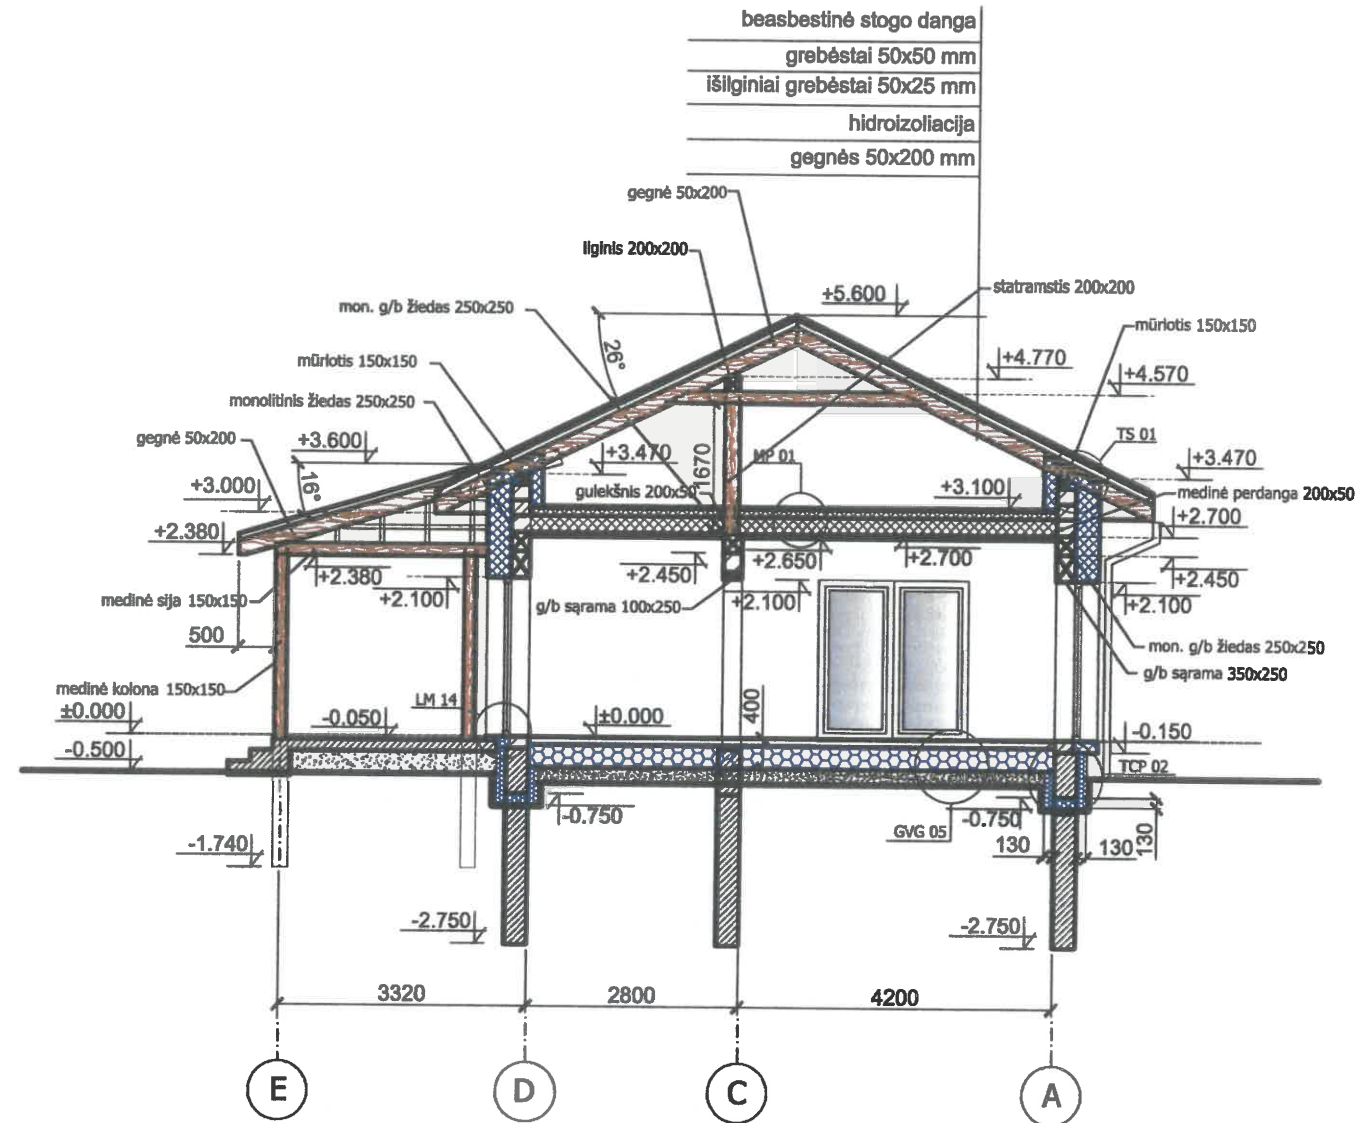 beasbestinė stogo danga
grebėstai 50x50 mm
išilginiai grebėstai 50x25 mm
hidroizoliacija
gegnės 50x200 mm
gegnė 50x200
ilginis 200x200
statramstis 200x200
+5.600
mon. g/b žiedas 250x250
mūrlotis 150x150
26°
mūrlotis 150x150
+4.770
+4.570
monolitinis žiedas 250x250
gegnė 50x200
+3.600
TS 01
+3.470
1670
MP 01
+3.470
16°
+3.000
gulekšnis 200x50
+3.100
medinė perdanga 200x50
+2.700
+2.380
+2.380
+2.450
+2.650
+2.700
+2.450
medinė sija 150x150
+2.100
g/b sąrama 100x250
+2.100
+2.100
500
mon. g/b žiedas 250x250
g/b sąrama 350x250
medinė kolona 150x150
LM 14
±0.000
-0.050
±0.000
400
-0.150
-0.500
TCP 02
-0.750
-0.750
GVG 05
130
130
130
-1.740
-2.750
-2.750
3320
2800
4200
E
D
C
A